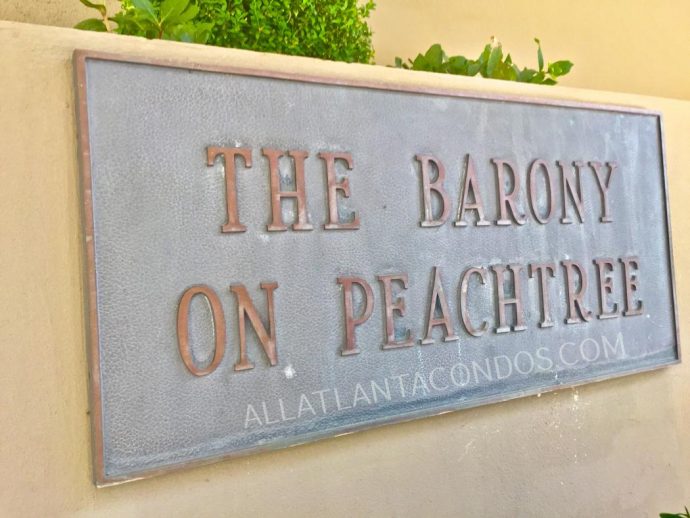 THE BARONY
ON PEACHTREE
ALLATLANTACONDOS.COM